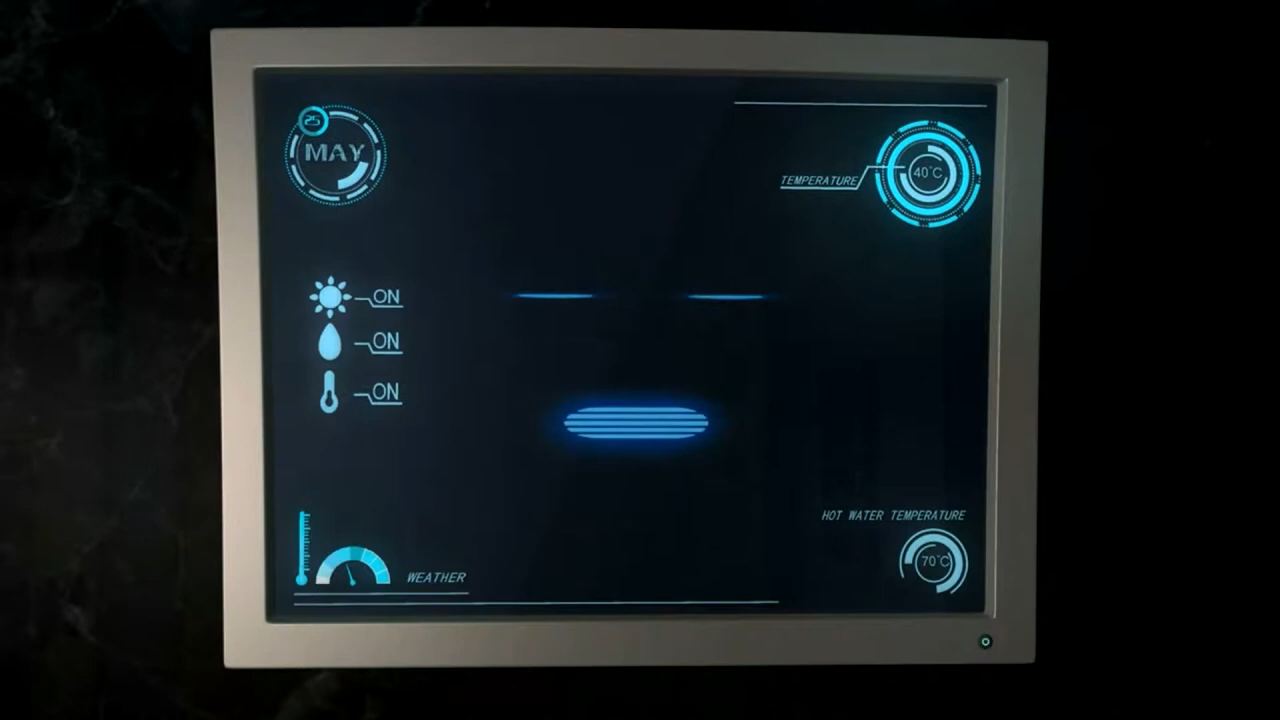 25
MAY
TEMPERATURE
40°C
ON
ON
ON
HOT WATER TEMPERATURE
70°C
WEATHER